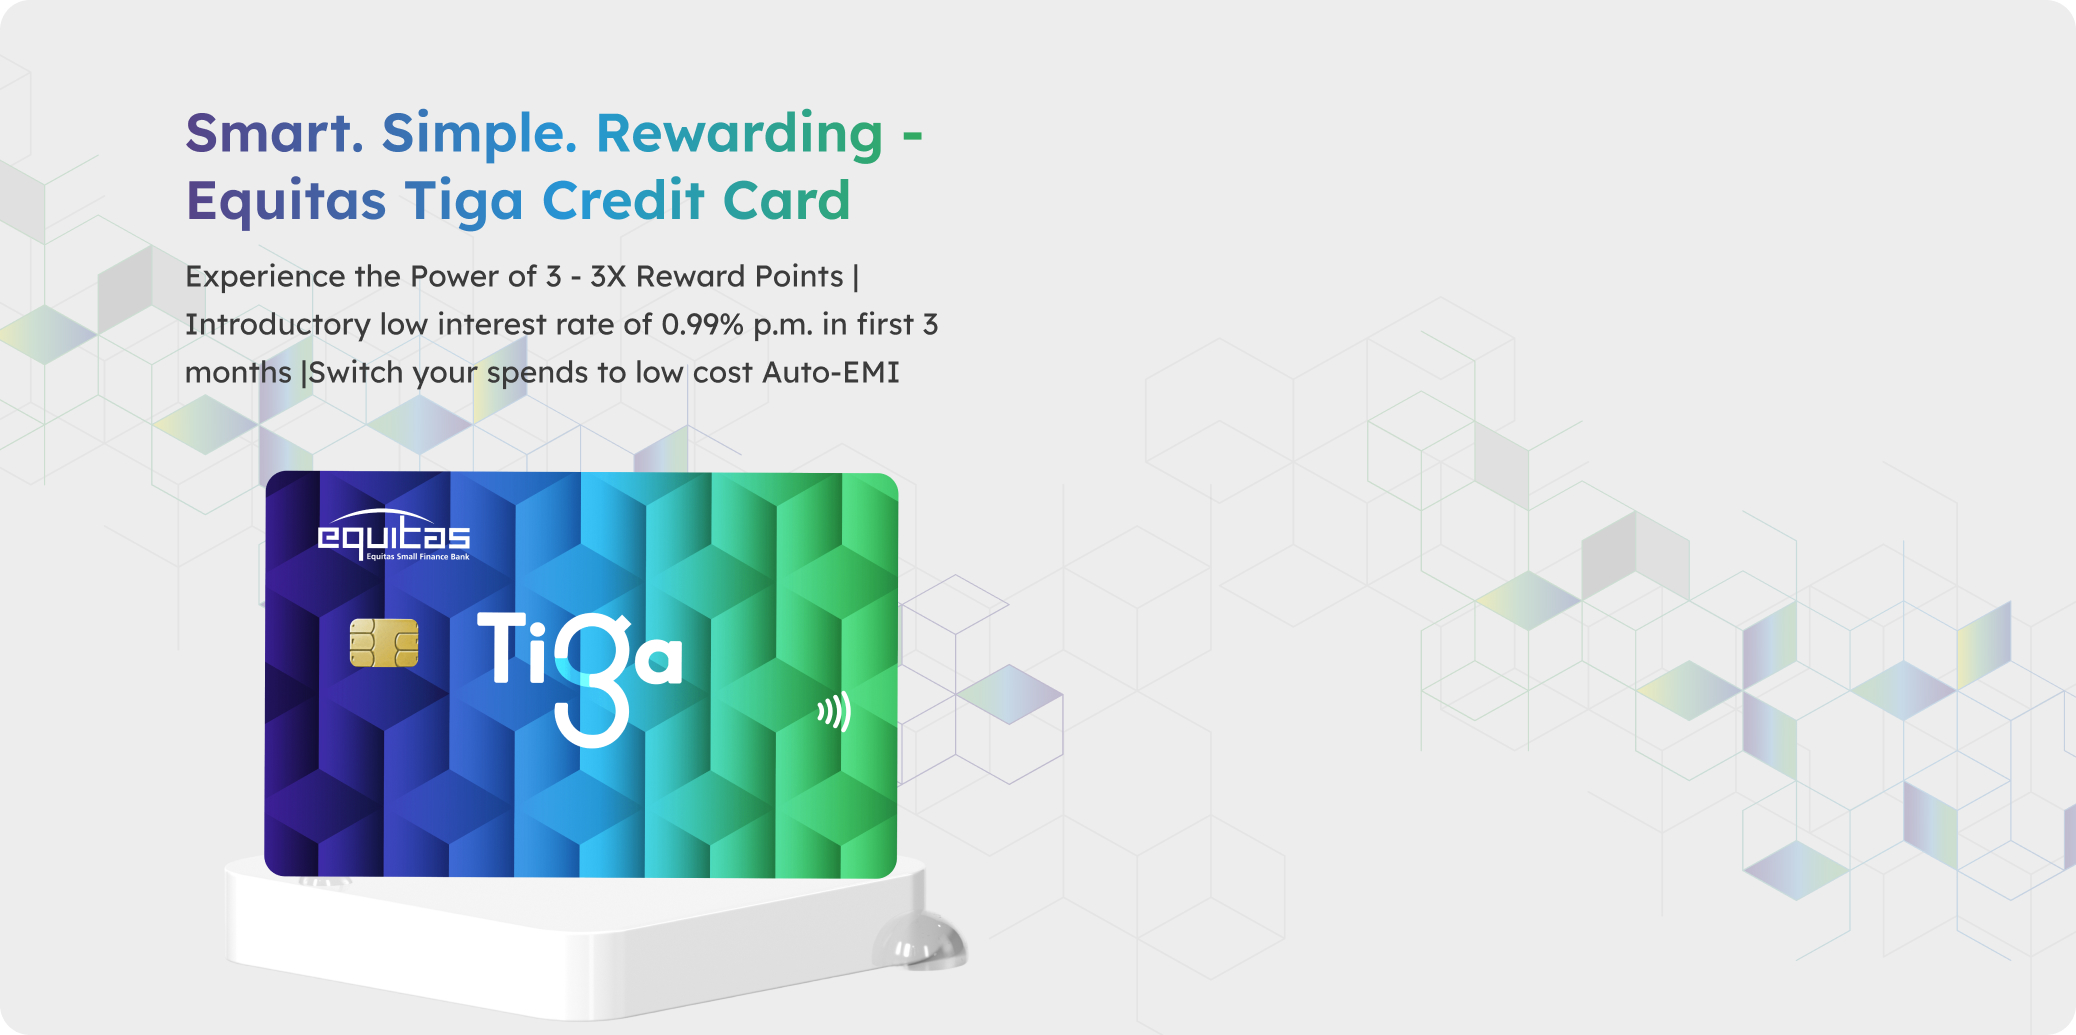 Smart. Simple. Rewarding -
Equitas Tiga Credit Card
Experience the Power of 3 - 3X Reward Points |
Introductory low interest rate of 0.99% p.m. in first 3
months |Switch your spends to low cost Auto-EMI
equitas
Equitas Small Finance Bank
Tiga